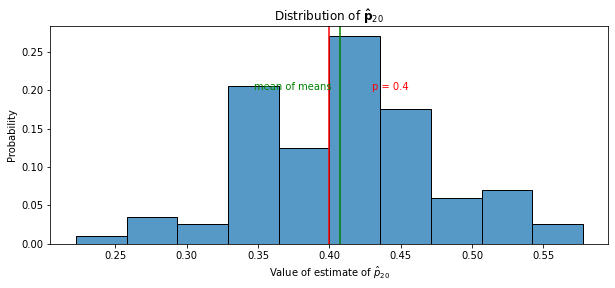 Distribution of p̂₂₀
Probability
0.25
0.20
0.15
0.10
0.05
0.00
mean of means
p = 0.4
0.25 0.30 0.35 0.40 0.45 0.50 0.55
Value of estimate of p̂₂₀